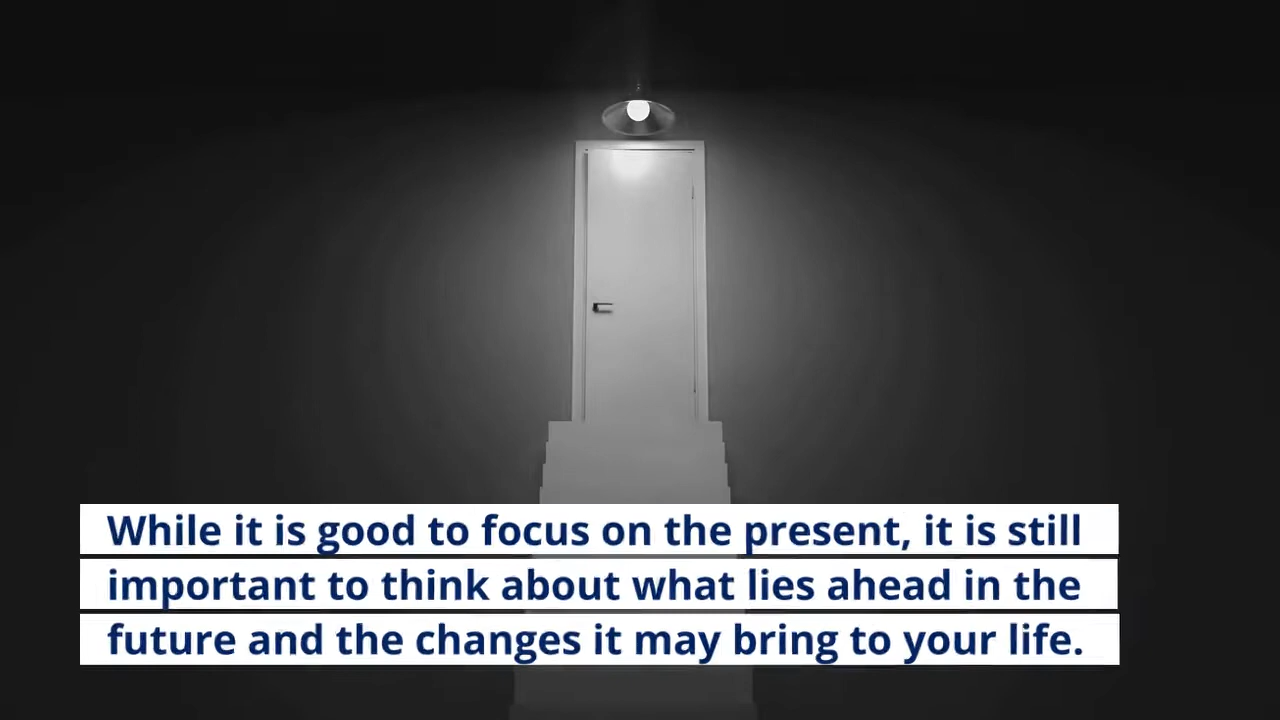 While it is good to focus on the present, it is still
important to think about what lies ahead in the
future and the changes it may bring to your life.